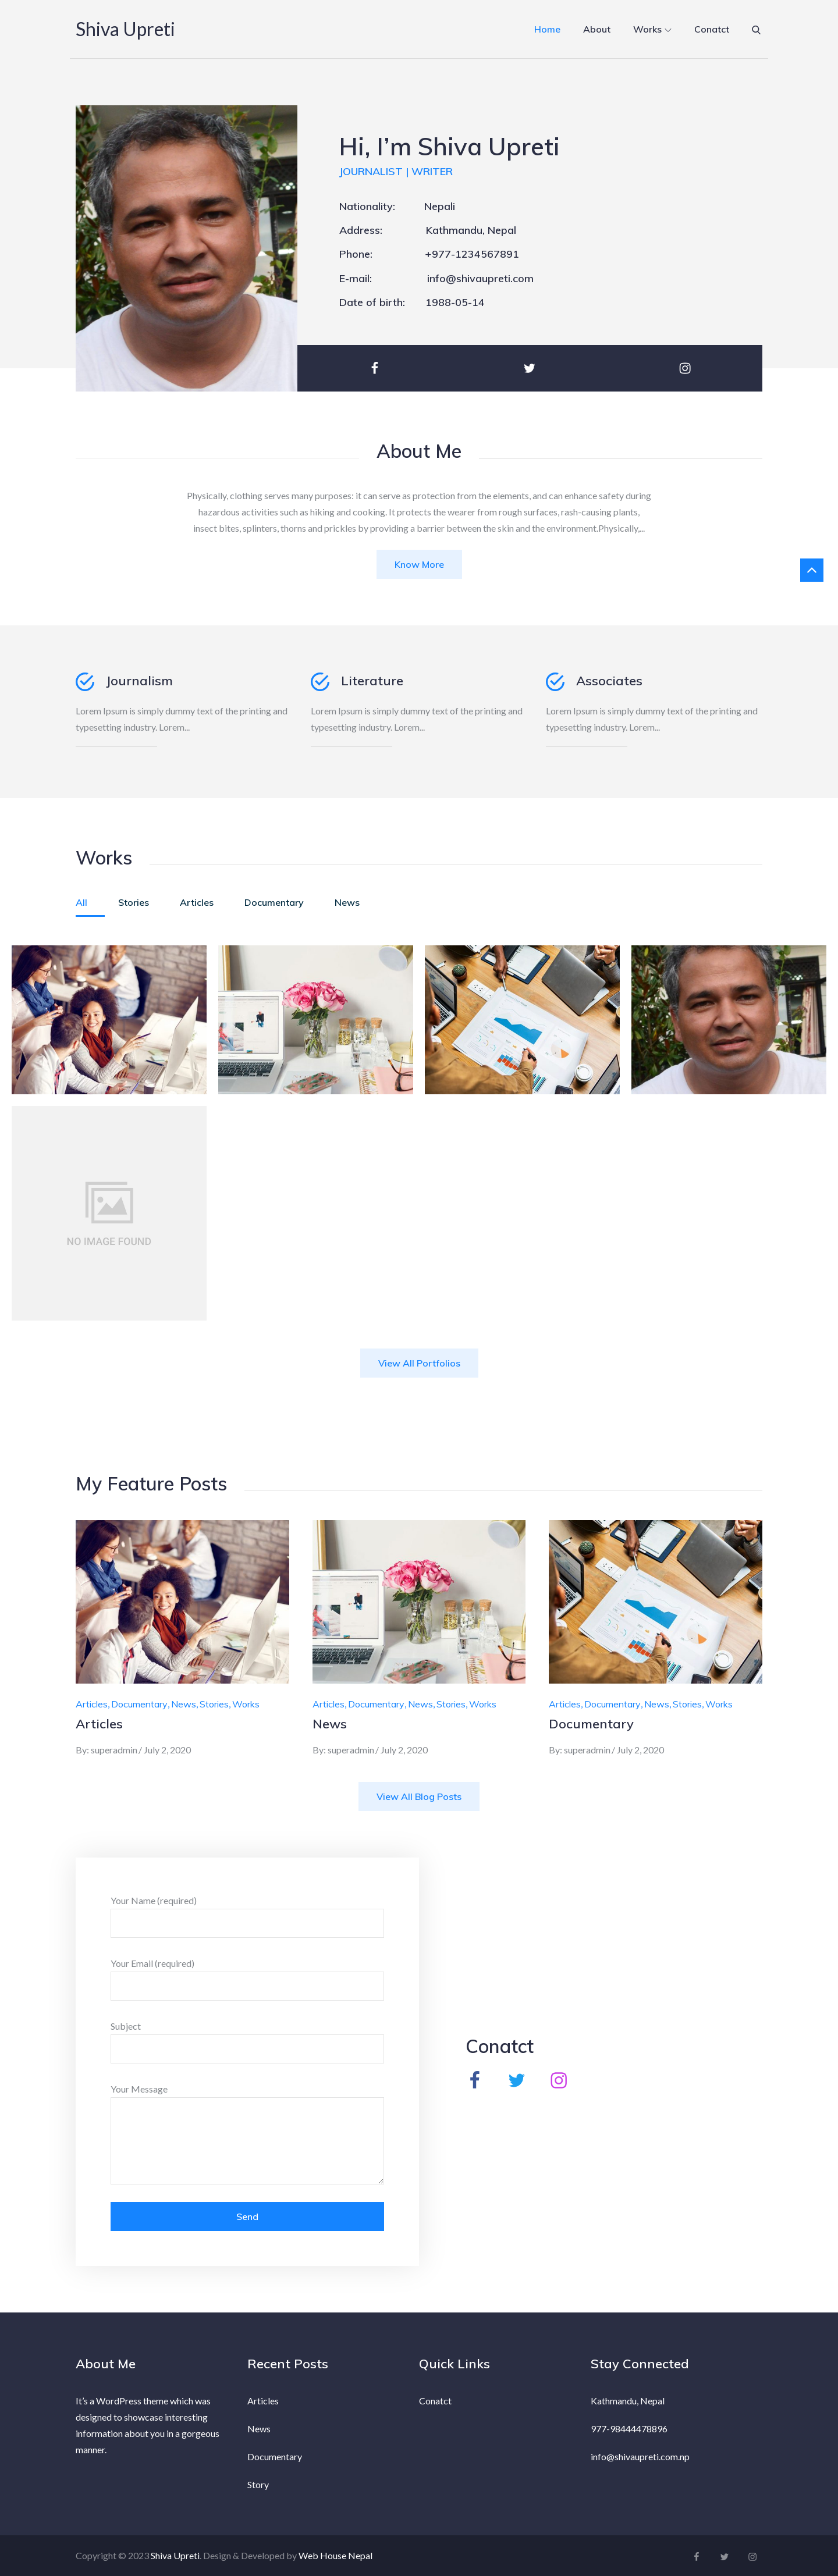 Shiva Upreti
Home About Works Conatct
Hi, I’m Shiva Upreti
JOURNALIST | WRITER
Nationality: Nepali
Address: Kathmandu, Nepal
Phone: +977-1234567891
E-mail: info@shivaupreti.com
Date of birth: 1988-05-14
About Me
Physically, clothing serves many purposes: it can serve as protection from the elements, and can enhance safety during
hazardous activities such as hiking and cooking. It protects the wearer from rough surfaces, rash-causing plants,
insect bites, splinters, thorns and prickles by providing a barrier between the skin and the environment.Physically,...
Know More
Journalism
Lorem Ipsum is simply dummy text of the printing and
typesetting industry. Lorem...
Literature
Lorem Ipsum is simply dummy text of the printing and
typesetting industry. Lorem...
Associates
Lorem Ipsum is simply dummy text of the printing and
typesetting industry. Lorem...
Works
All Stories Articles Documentary News
NO IMAGE FOUND
View All Portfolios
My Feature Posts
Articles, Documentary, News, Stories, Works
Articles
By: superadmin / July 2, 2020
Articles, Documentary, News, Stories, Works
News
By: superadmin / July 2, 2020
Articles, Documentary, News, Stories, Works
Documentary
By: superadmin / July 2, 2020
View All Blog Posts
Your Name (required)
Your Email (required)
Subject
Your Message
Send
Conatct
About Me
It’s a WordPress theme which was
designed to showcase interesting
information about you in a gorgeous
manner.
Recent Posts
Articles
News
Documentary
Story
Quick Links
Conatct
Stay Connected
Kathmandu, Nepal
977-98444478896
info@shivaupreti.com.np
Copyright © 2023 Shiva Upreti. Design & Developed by Web House Nepal